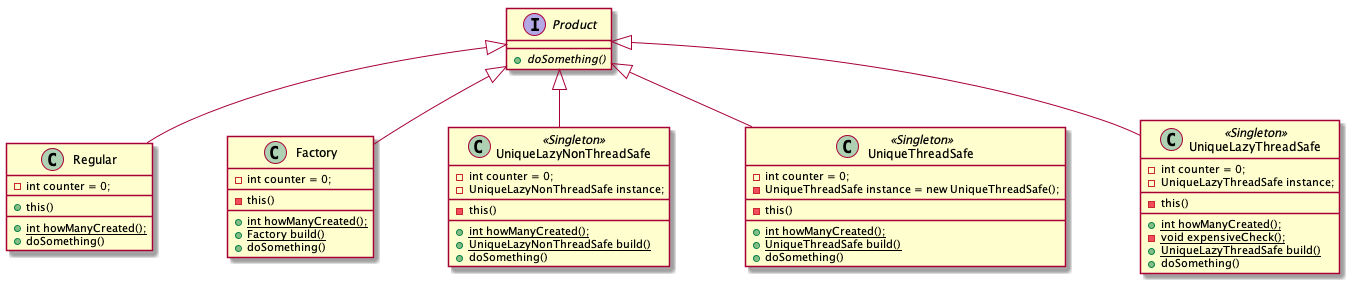 I Product
doSomething()
C Regular
int counter = 0;
this()
int howManyCreated();
doSomething()
C Factory
int counter = 0;
this()
int howManyCreated();
Factory build()
doSomething()
«Singleton»
C UniqueLazyNonThreadSafe
int counter = 0;
UniqueLazyNonThreadSafe instance;
this()
int howManyCreated();
UniqueLazyNonThreadSafe build()
doSomething()
«Singleton»
C UniqueThreadSafe
int counter = 0;
UniqueThreadSafe instance = new UniqueThreadSafe();
this()
int howManyCreated();
UniqueThreadSafe build()
doSomething()
«Singleton»
C UniqueLazyThreadSafe
int counter = 0;
UniqueLazyThreadSafe instance;
this()
int howManyCreated();
void expensiveCheck();
UniqueLazyThreadSafe build()
doSomething()